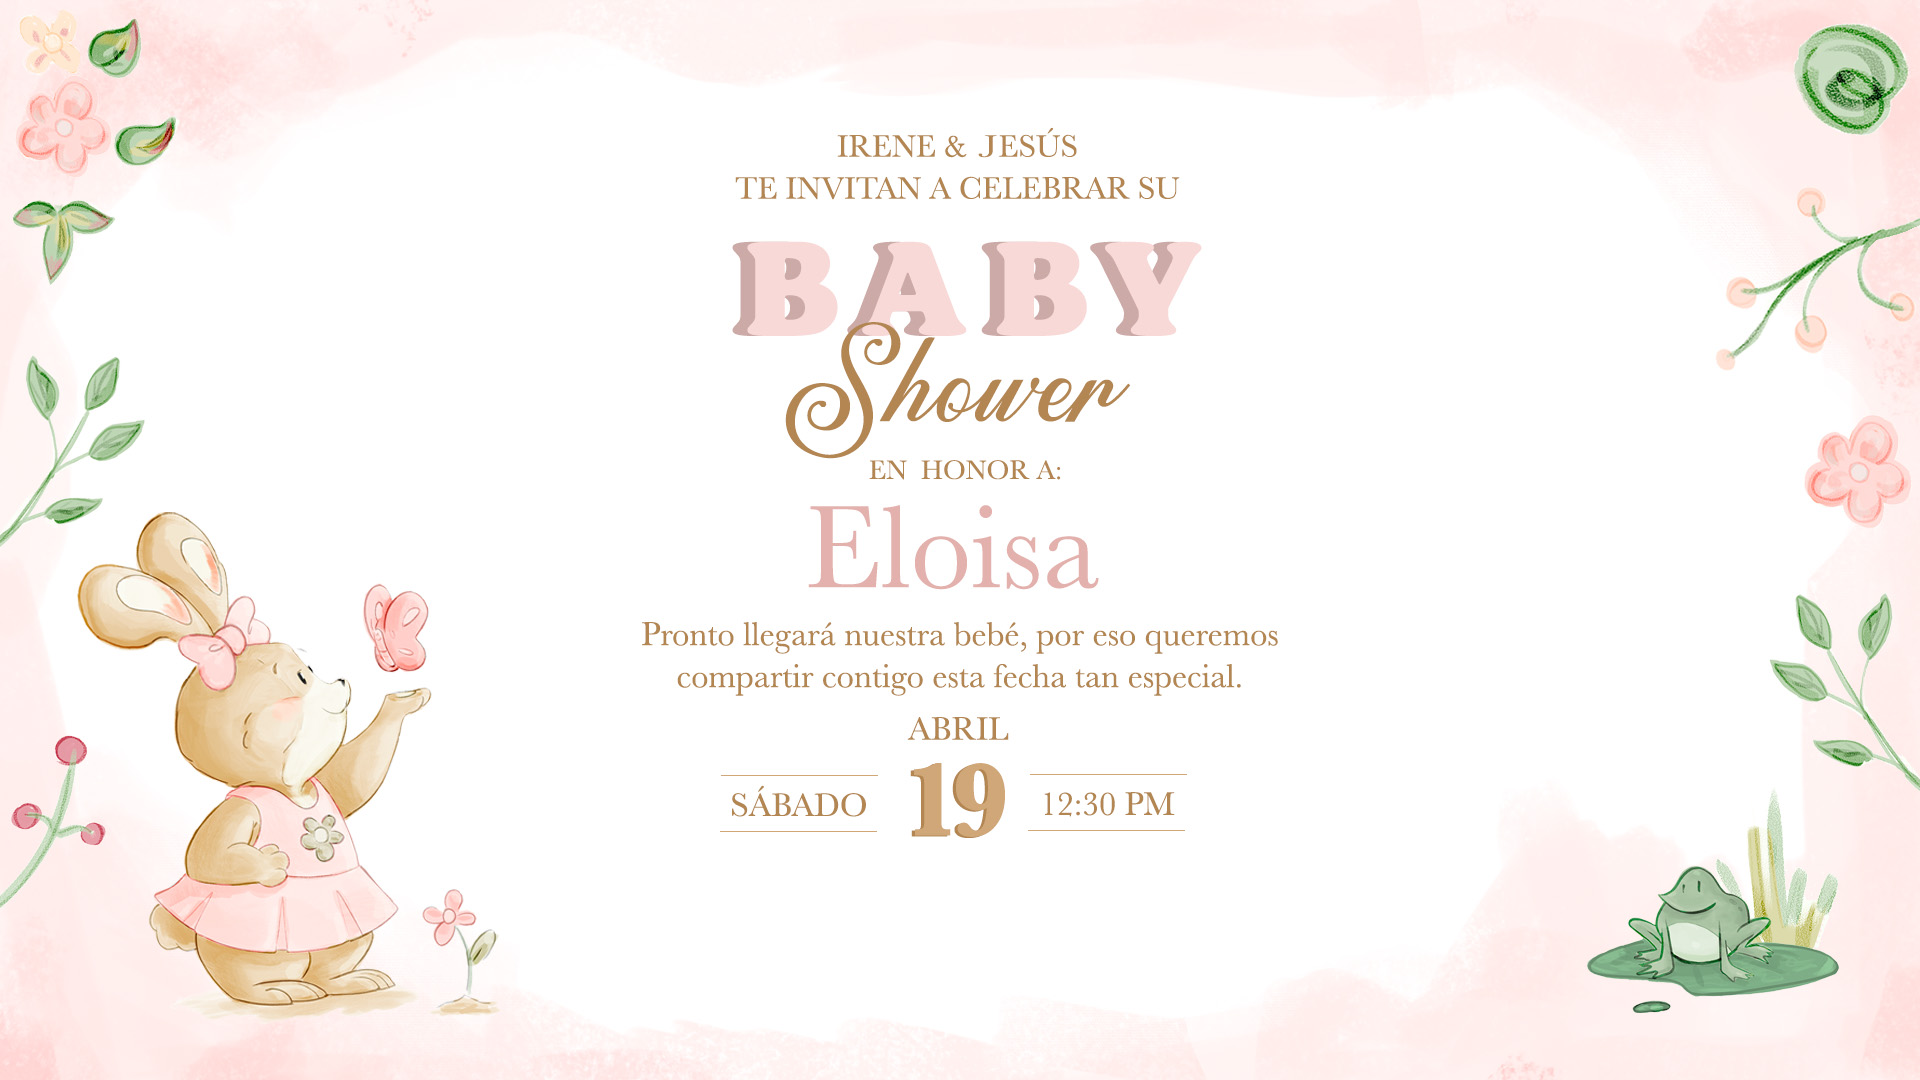 IRENE & JESÚS
TE INVITAN A CELEBRAR SU
BABY
Shower
EN HONOR A:
Eloisa
Pronto llegará nuestra bebé, por eso queremos
compartir contigo esta fecha tan especial.
ABRIL
SÁBADO 19 12:30 PM